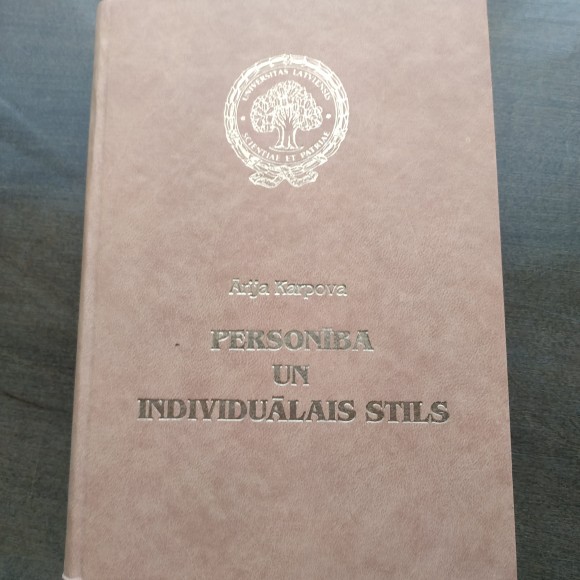 UNIVERSITAS LATVIENSIS
SCIENTIAE ET PATRIAE
Ārija Karpova
PERSONĪBA
UN
INDIVIDUĀLAIS STILS